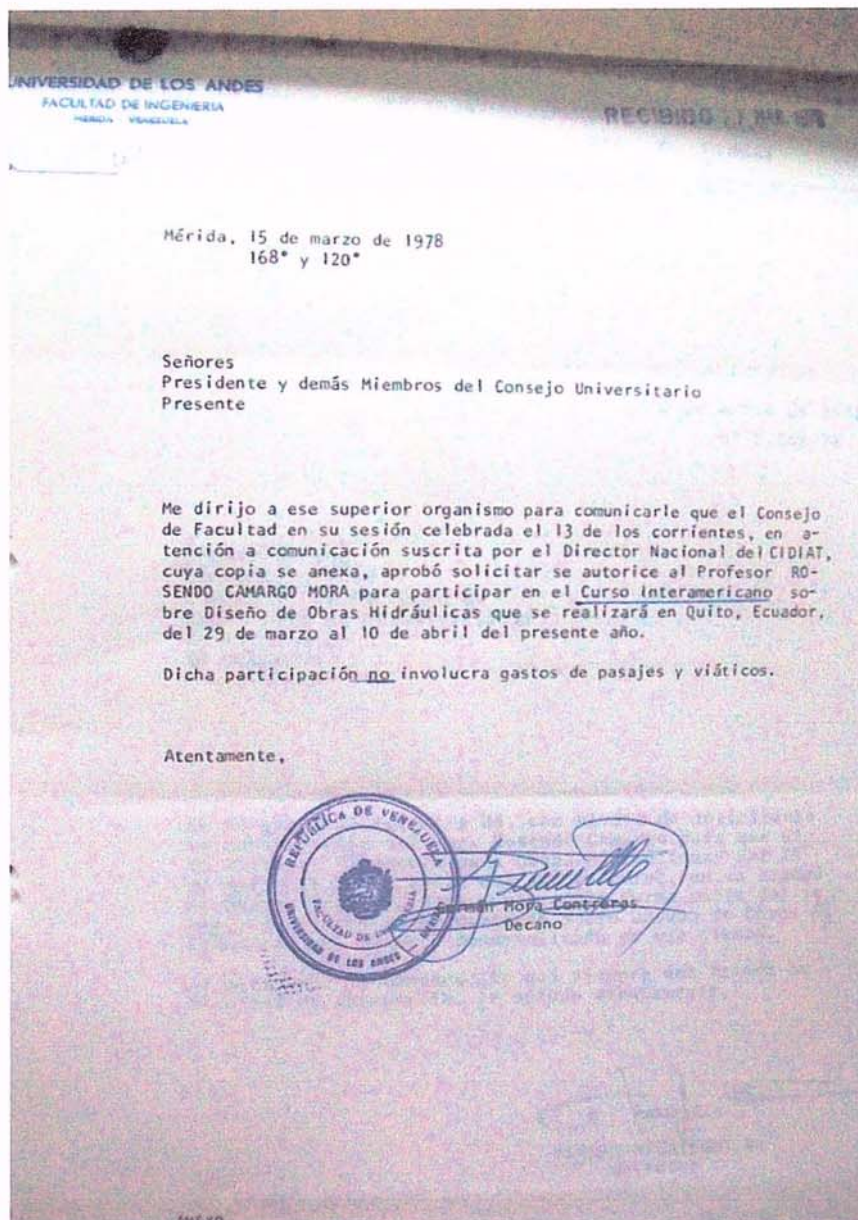 UNIVERSIDAD DE LOS ANDES
FACULTAD DE INGENIERIA
MERIDA - VENEZUELA
RECIBIDO
Mérida, 15 de marzo de 1978
168° y 120°
Señores
Presidente y demás Miembros del Consejo Universitario
Presente
Me dirijo a ese superior organismo para comunicarle que el Consejo
de Facultad en su sesión celebrada el 13 de los corrientes, en a-
tención a comunicación suscrita por el Director Nacional del CIDIAT,
cuya copia se anexa, aprobó solicitar se autorice al Profesor RO-
SENDO CAMARGO MORA para participar en el Curso Interamericano so-
bre Diseño de Obras Hidráulicas que se realizará en Quito, Ecuador,
del 29 de marzo al 10 de abril del presente año.
Dicha participación no involucra gastos de pasajes y viáticos.
Atentamente,
REPUBLICA DE VENEZUELA
FACULTAD DE INGENIERIA
UNIVERSIDAD DE LOS ANDES
Contreras
Decano